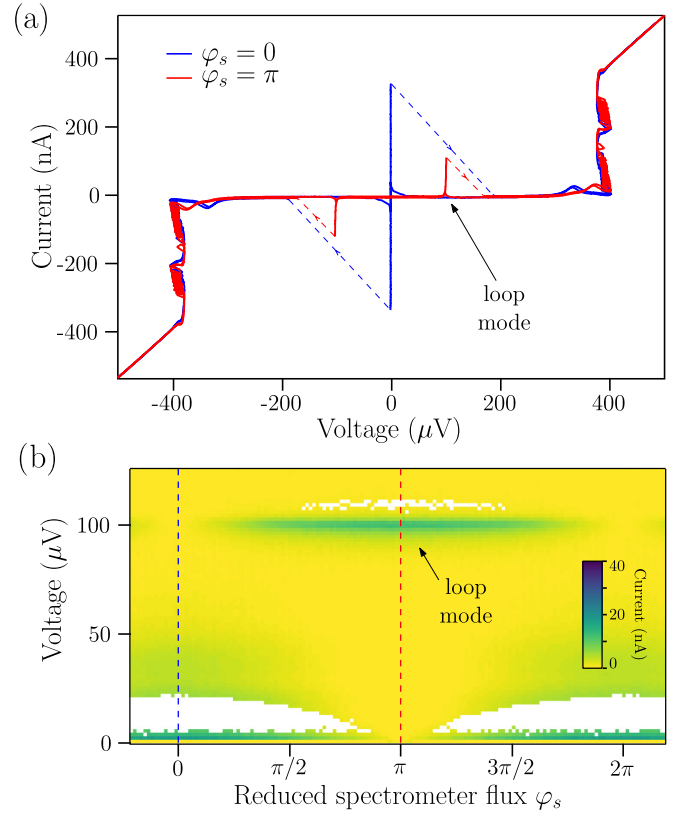 (a)
φs = 0
φs = π
400
200
0
-200
-400
Current (nA)
loop
mode
-400
-200
0
200
400
Voltage (μV)
(b)
100
50
0
Voltage (μV)
loop
mode
40
20
0
Current (nA)
0
π/2
π
3π/2
2π
Reduced spectrometer flux φs